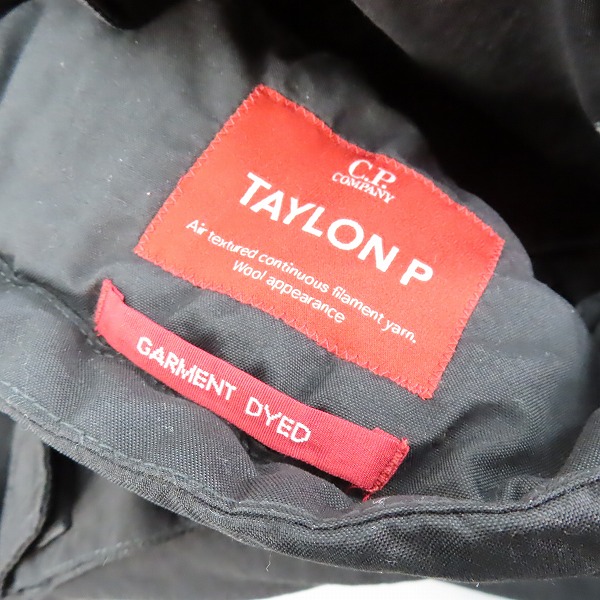 C.P.
COMPANY
TAYLON P
Air textured continuous filament yarn.
Wool appearance
GARMENT DYED